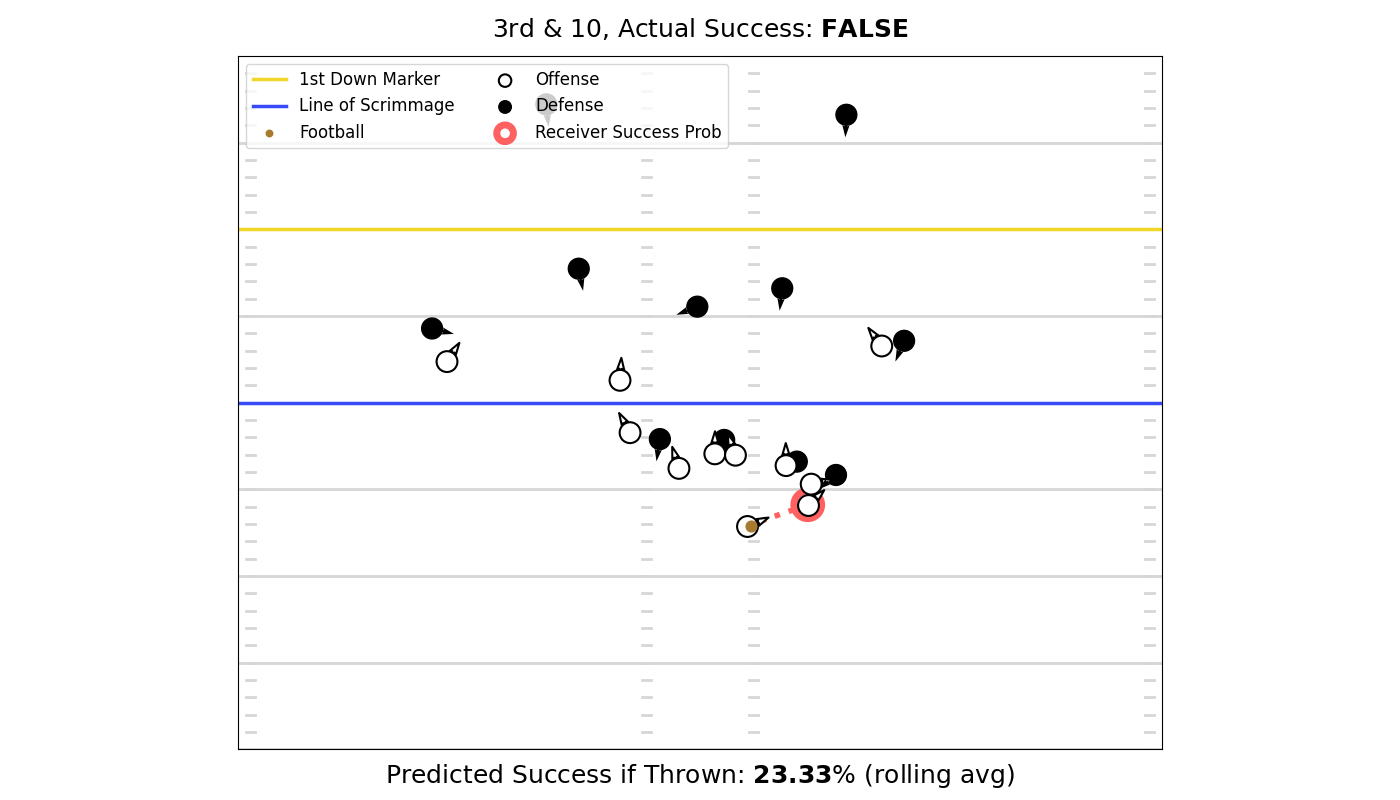 3rd & 10, Actual Success: FALSE
1st Down Marker
Line of Scrimmage
Football
Offense
Defense
Receiver Success Prob
Predicted Success if Thrown: 23.33% (rolling avg)